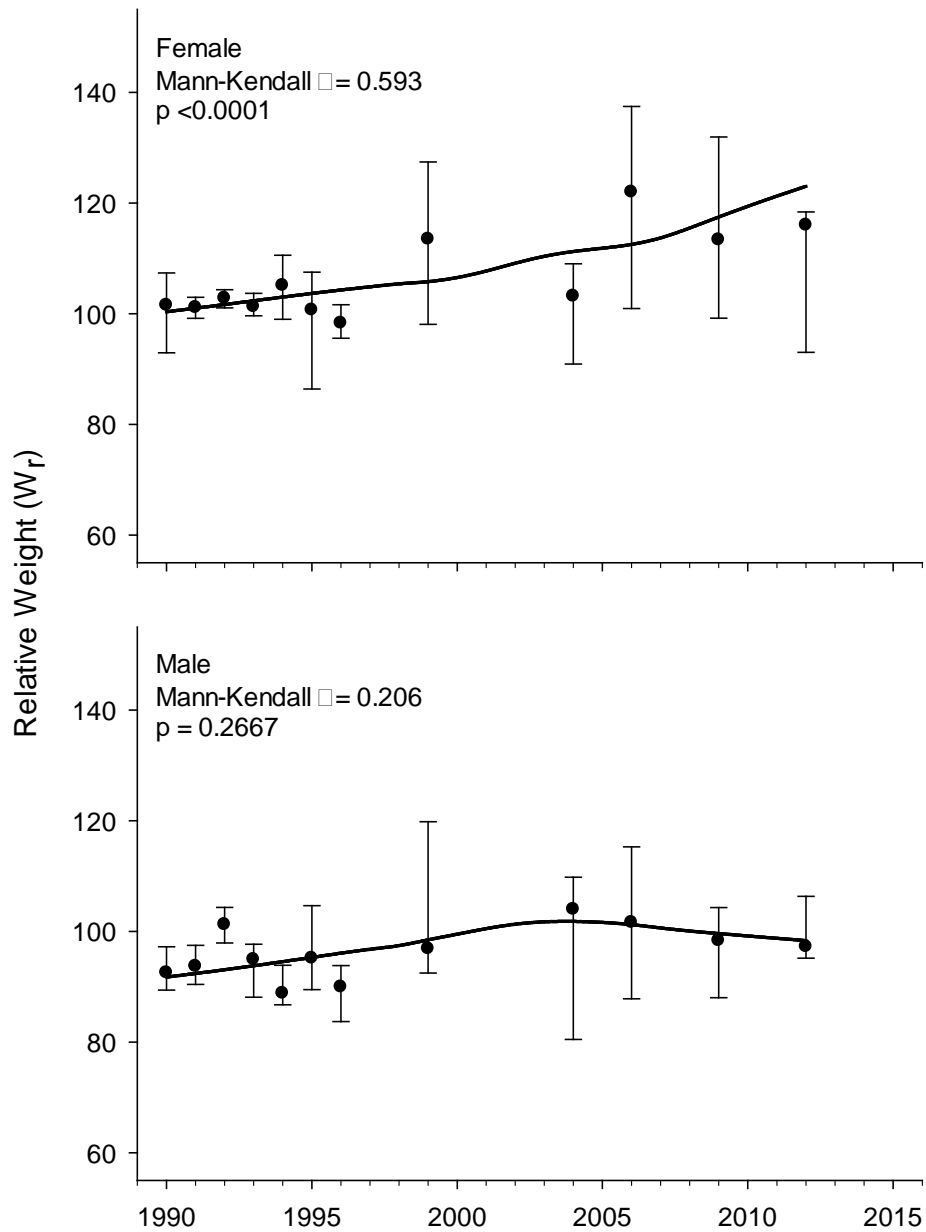 Female
Mann-Kendall □ = 0.593
p <0.0001
140
120
100
80
60
Relative Weight (Wr)
Male
Mann-Kendall □ = 0.206
p = 0.2667
140
120
100
80
60
1990 1995 2000 2005 2010 2015